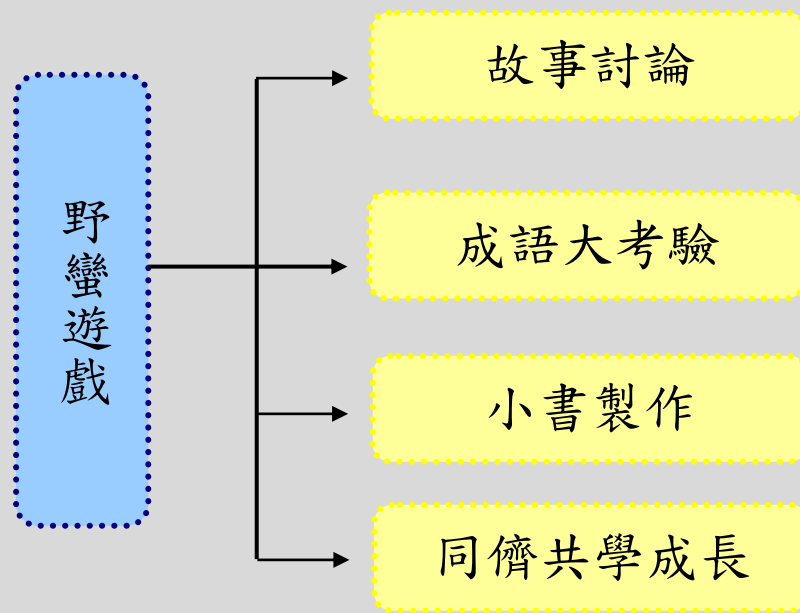 野蠻遊戲
故事討論
成語大考驗
小書製作
同儕共學成長